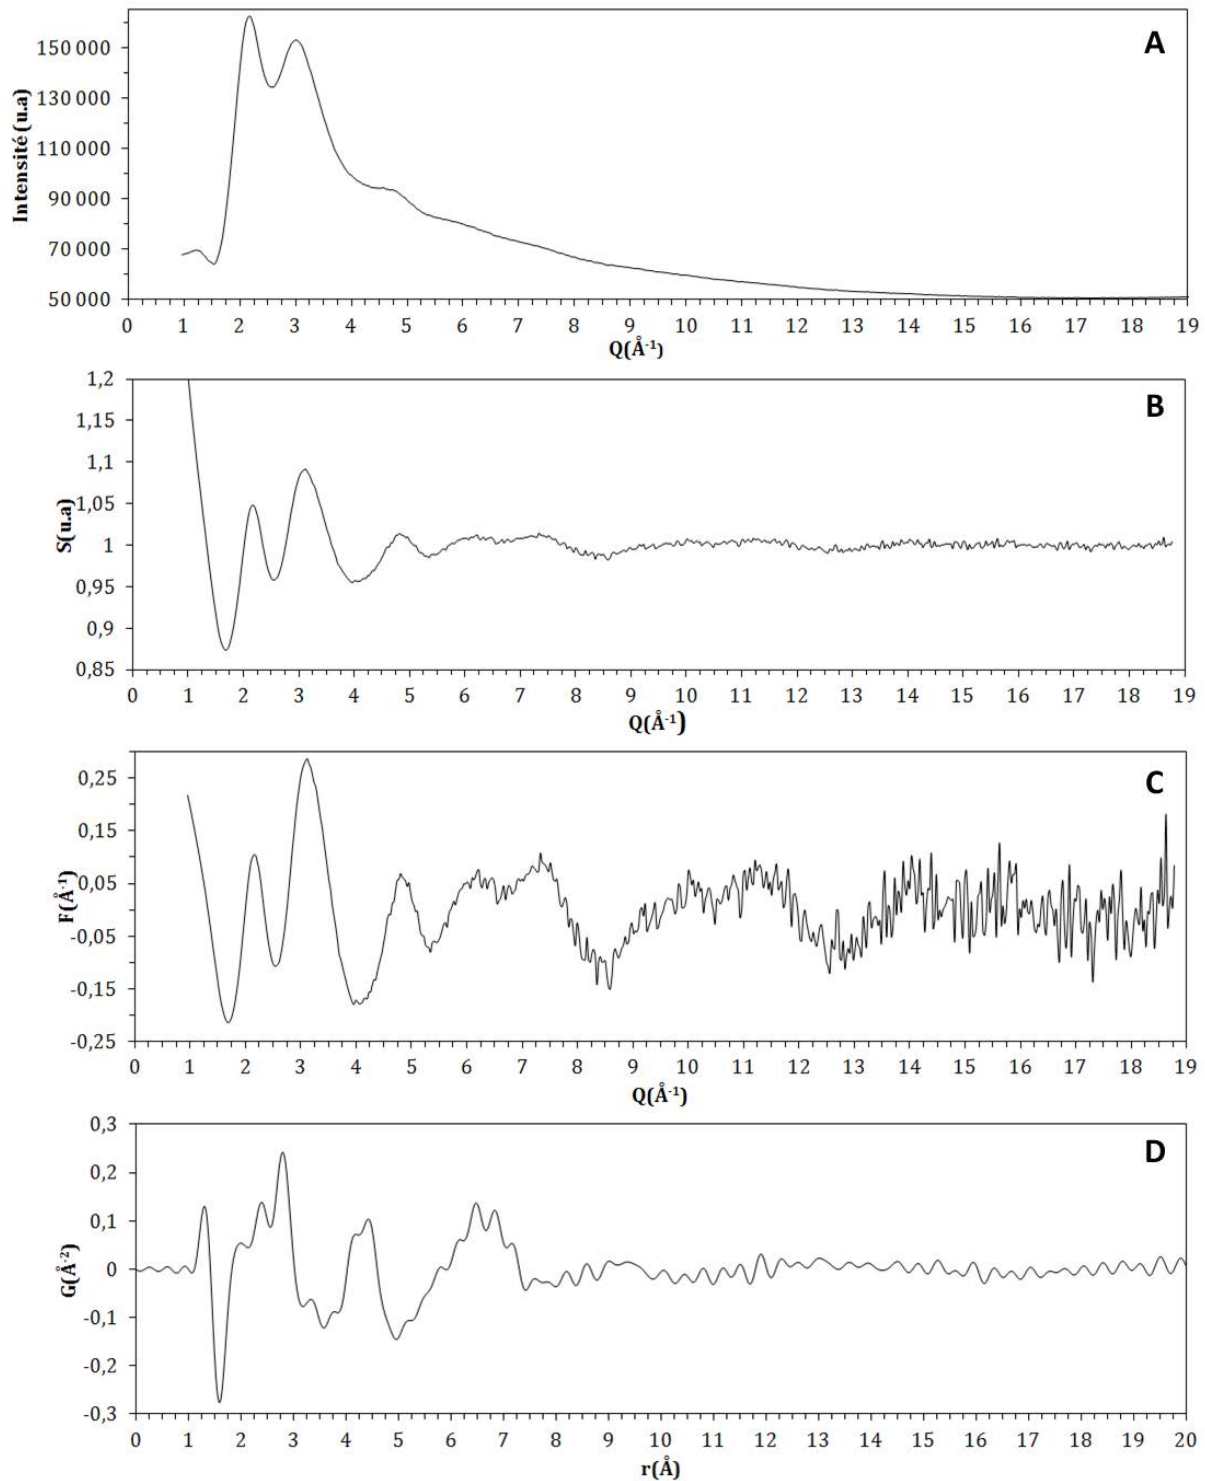 A
Intensité (u.a)
150 000
130 000
110 000
90 000
70 000
50 000
0 1 2 3 4 5 6 7 8 9 10 11 12 13 14 15 16 17 18 19
Q(Å-1)
B
S(u.a)
1,2
1,15
1,1
1,05
1
0,95
0,9
0,85
0 1 2 3 4 5 6 7 8 9 10 11 12 13 14 15 16 17 18 19
Q(Å-1)
C
F(Å-1)
0,25
0,15
0,05
-0,05
-0,15
-0,25
0 1 2 3 4 5 6 7 8 9 10 11 12 13 14 15 16 17 18 19
Q(Å-1)
D
G(Å-2)
0,3
0,2
0,1
0
-0,1
-0,2
-0,3
0 1 2 3 4 5 6 7 8 9 10 11 12 13 14 15 16 17 18 19 20
r(Å)